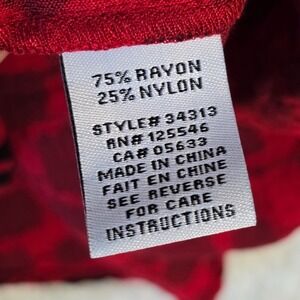 75% RAYON
25% NYLON
STYLE# 34313
RN# 125546
CA# 05633
MADE IN CHINA
FAIT EN CHINE
SEE REVERSE
FOR CARE
INSTRUCTIONS